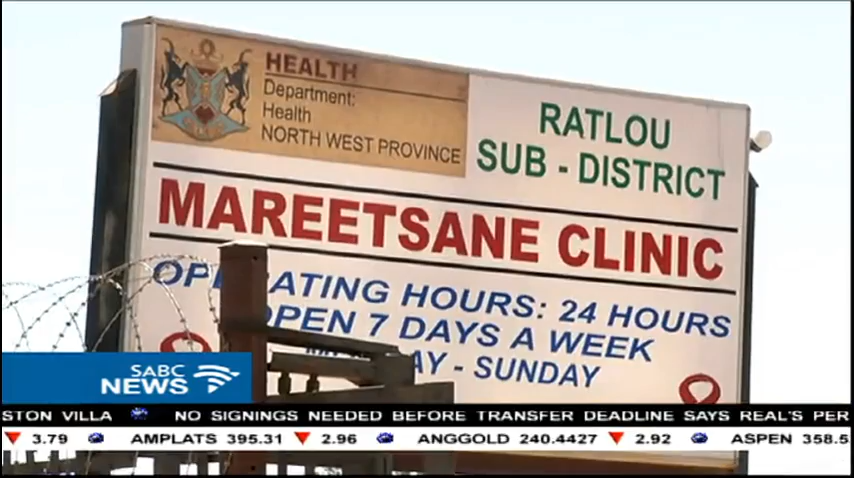 HEALTH
Department:
Health
NORTH WEST PROVINCE
RATLOU
SUB - DISTRICT
MAREETSANE CLINIC
OPERATING HOURS: 24 HOURS
OPEN 7 DAYS A WEEK
- SUNDAY
SABC
NEWS
STON VILLA NO SIGNINGS NEEDED BEFORE TRANSFER DEADLINE SAYS REAL'S PER
3.79 AMPLATS 395.31 2.96 ANGGOLD 240.4427 2.92 ASPEN 358.5